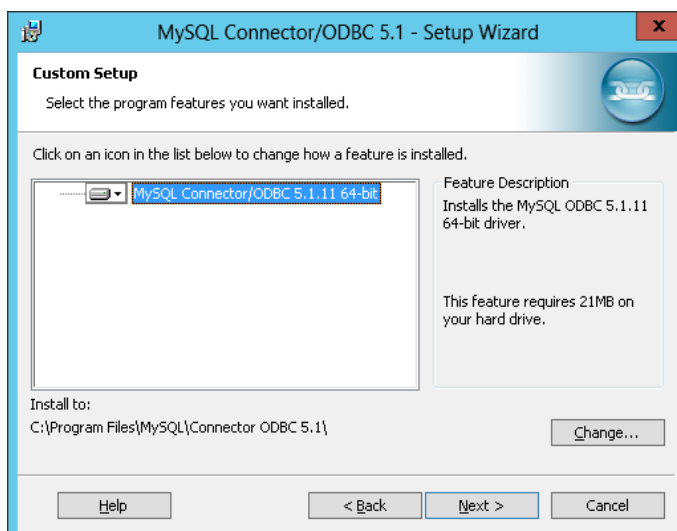 MySQL Connector/ODBC 5.1 - Setup Wizard
x
Custom Setup
Select the program features you want installed.
Click on an icon in the list below to change how a feature is installed.
MySQL Connector/ODBC 5.1.11 64-bit
Feature Description
Installs the MySQL ODBC 5.1.11
64-bit driver.
This feature requires 21MB on
your hard drive.
Install to:
C:\Program Files\MySQL\Connector ODBC 5.1\
Change...
Help
< Back
Next >
Cancel